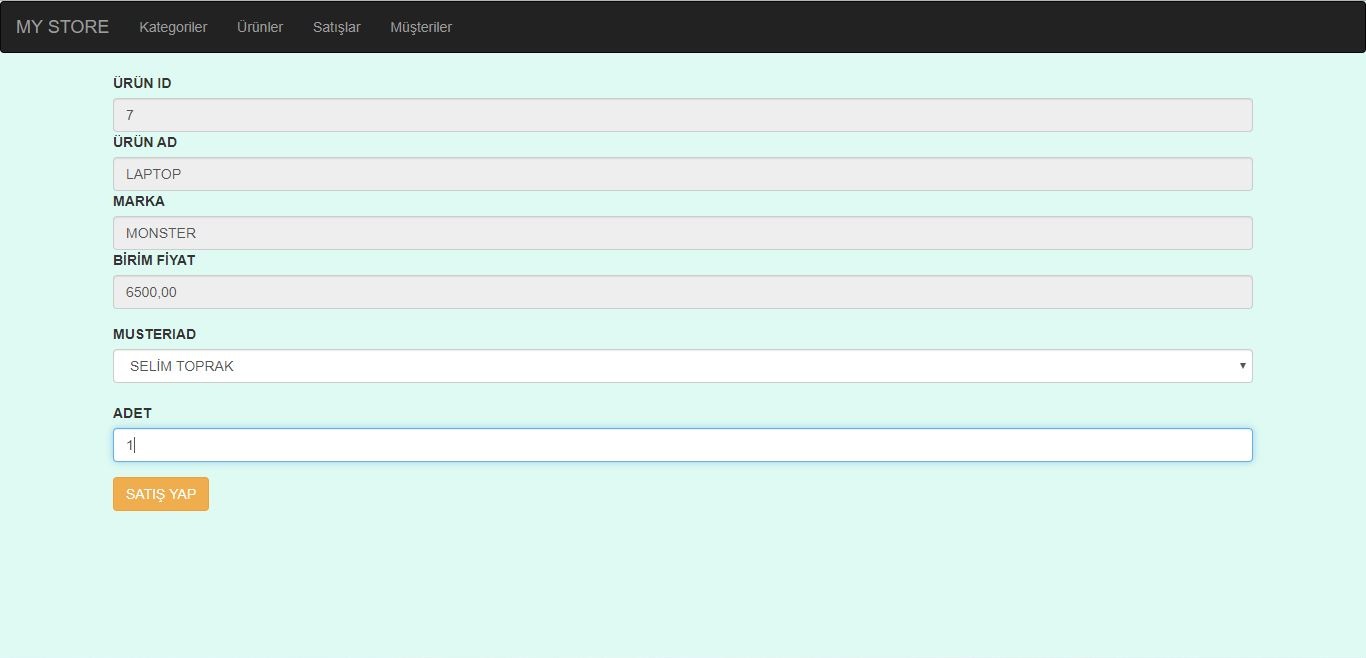 MY STORE Kategoriler Ürünler Satışlar Müşteriler
ÜRÜN ID
7
ÜRÜN AD
LAPTOP
MARKA
MONSTER
BİRİM FİYAT
6500,00
MUSTERIAD
SELİM TOPRAK
ADET
1
SATIŞ YAP